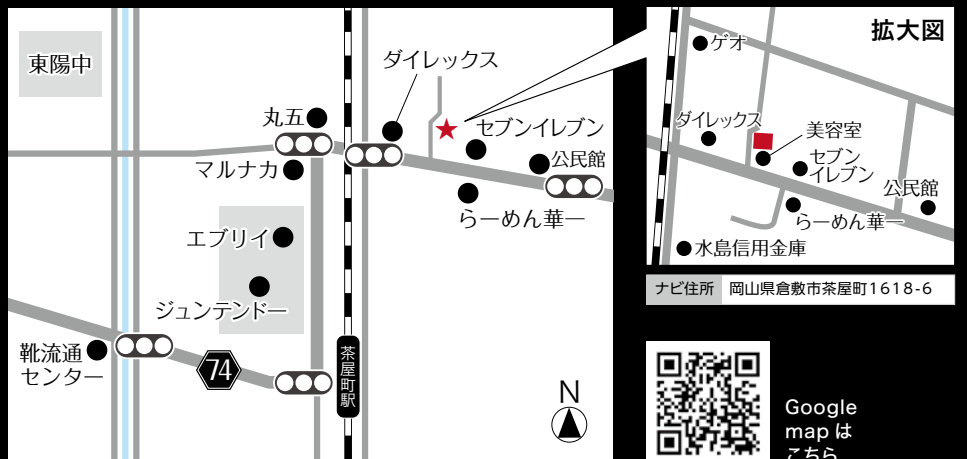 東陽中
ダイレックス
丸五
セブンイレブン
マルナカ
公民館
らーめん華一
エブリイ
ジュンテンドー
靴流通
センター
74
茶屋町駅
N
拡大図
ゲオ
ダイレックス
美容室
セブン
イレブン
公民館
らーめん華一
水島信用金庫
ナビ住所 岡山県倉敷市茶屋町1618-6
Google
map は
こちら